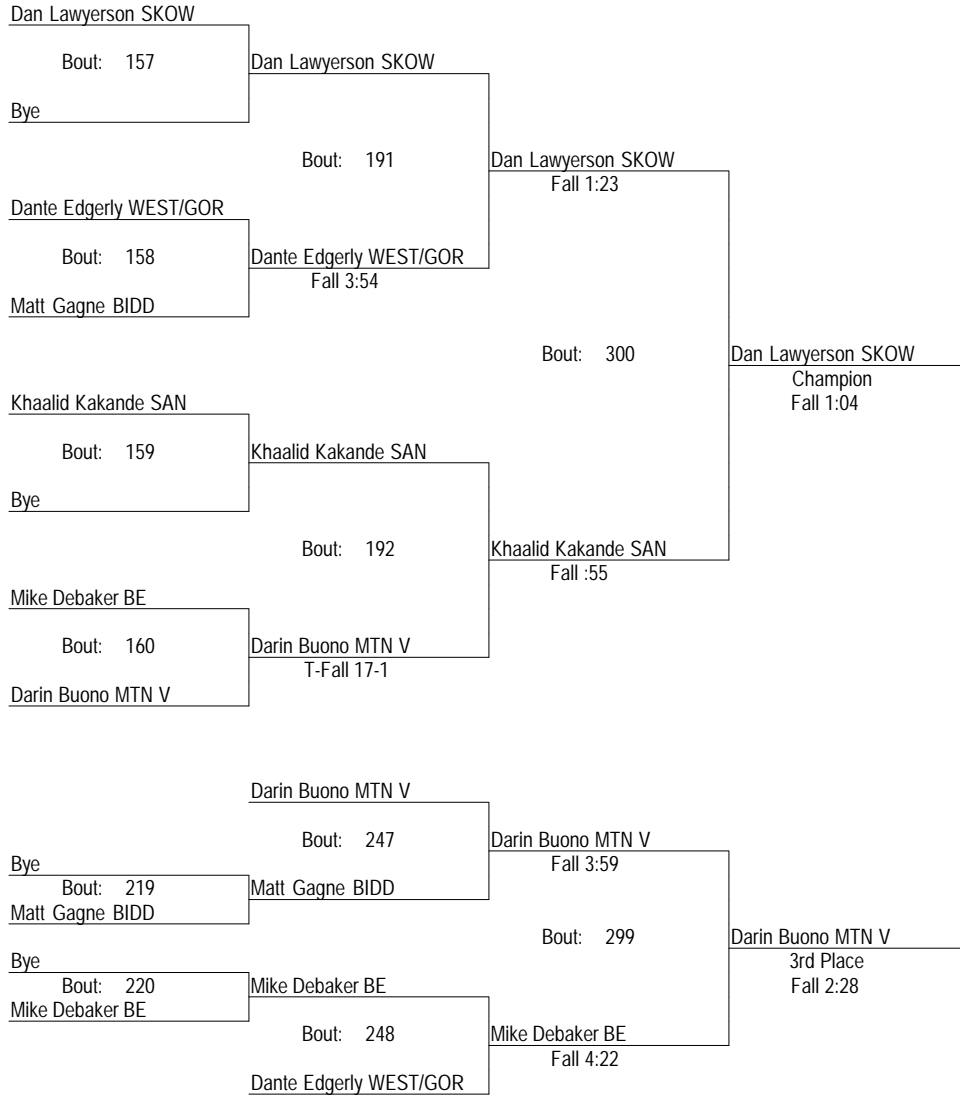 Dan Lawyerson SKOW
Bout: 157
Dan Lawyerson SKOW
Bye
Bout: 191
Dan Lawyerson SKOW
Fall 1:23
Dante Edgerly WEST/GOR
Bout: 158
Dante Edgerly WEST/GOR
Fall 3:54
Matt Gagne BIDD
Bout: 300
Dan Lawyerson SKOW
Champion
Fall 1:04
Khaalid Kakande SAN
Bout: 159
Khaalid Kakande SAN
Bye
Bout: 192
Khaalid Kakande SAN
Fall :55
Mike Debaker BE
Bout: 160
Darin Buono MTN V
T-Fall 17-1
Darin Buono MTN V
Darin Buono MTN V
Bout: 247
Darin Buono MTN V
Fall 3:59
Bye
Bout: 219
Matt Gagne BIDD
Matt Gagne BIDD
Bout: 299
Darin Buono MTN V
3rd Place
Fall 2:28
Bye
Bout: 220
Mike Debaker BE
Mike Debaker BE
Bout: 248
Mike Debaker BE
Fall 4:22
Dante Edgerly WEST/GOR